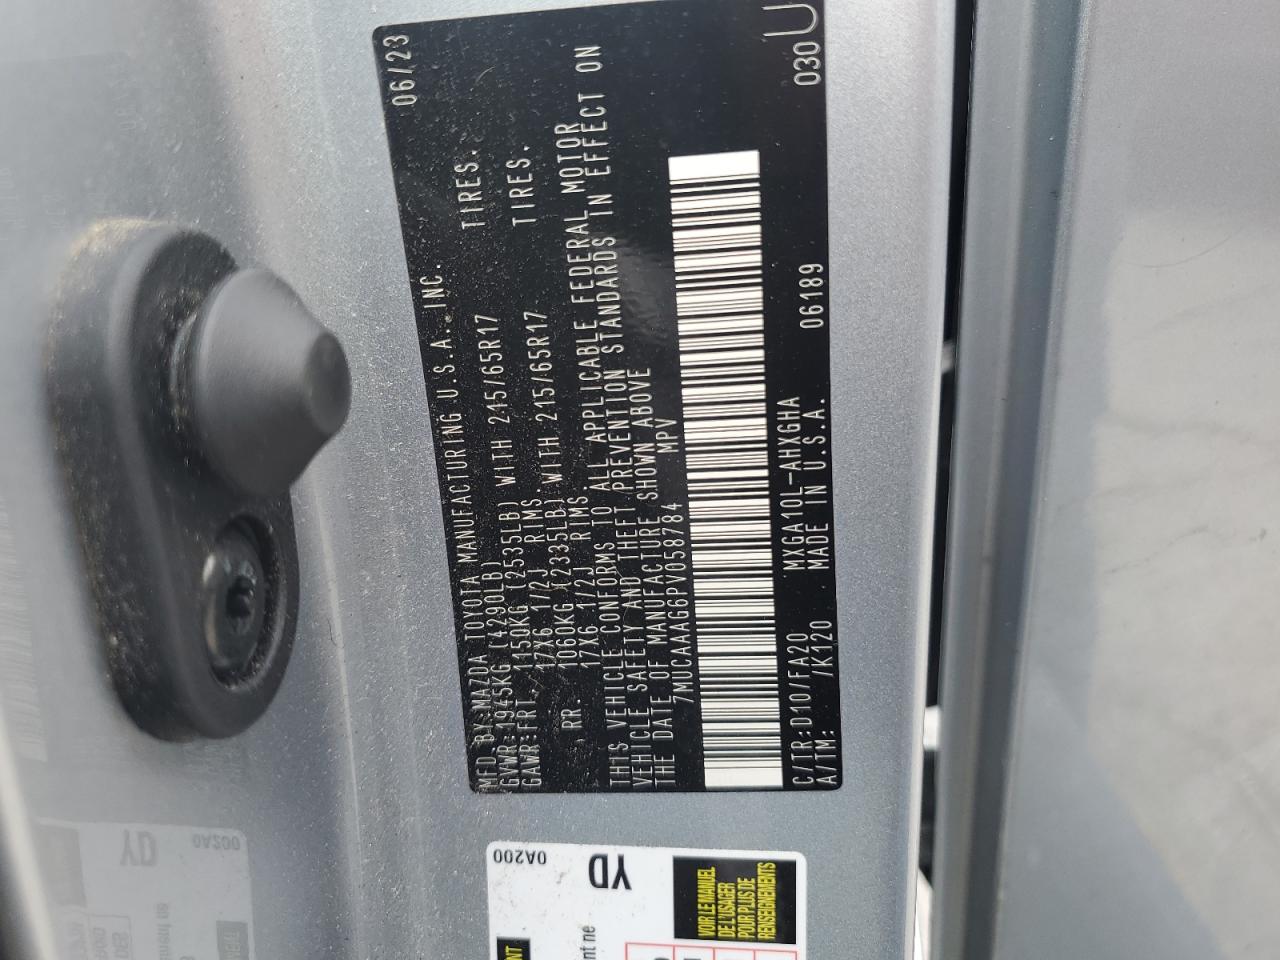 06/23
MFD.BY:MAZDA TOYOTA MANUFACTURING U.S.A., INC.
GVWR:1945KG (4290LB)
GAWR:FRT. 1150KG (2535LB) WITH 215/65R17 TIRES.
17X6 1/2J RIMS.
RR. 1060KG (2335LB) WITH 215/65R17 TIRES.
17X6 1/2J RIMS.
THIS VEHICLE CONFORMS TO ALL APPLICABLE FEDERAL MOTOR
VEHICLE SAFETY AND THEFT PREVENTION STANDARDS IN EFFECT ON
THE DATE OF MANUFACTURE SHOWN ABOVE
7MUCAAAG6PV058784 MPV
C/TR:D10/FA20 MXGA10L-AHXGHA 06189 030 U
A/TM: /K120 MADE IN U.S.A.
0A200
YD
VOIR LE MANUEL
DE L'USAGER
POUR PLUS DE
RENSEIGNEMENTS
nt ne